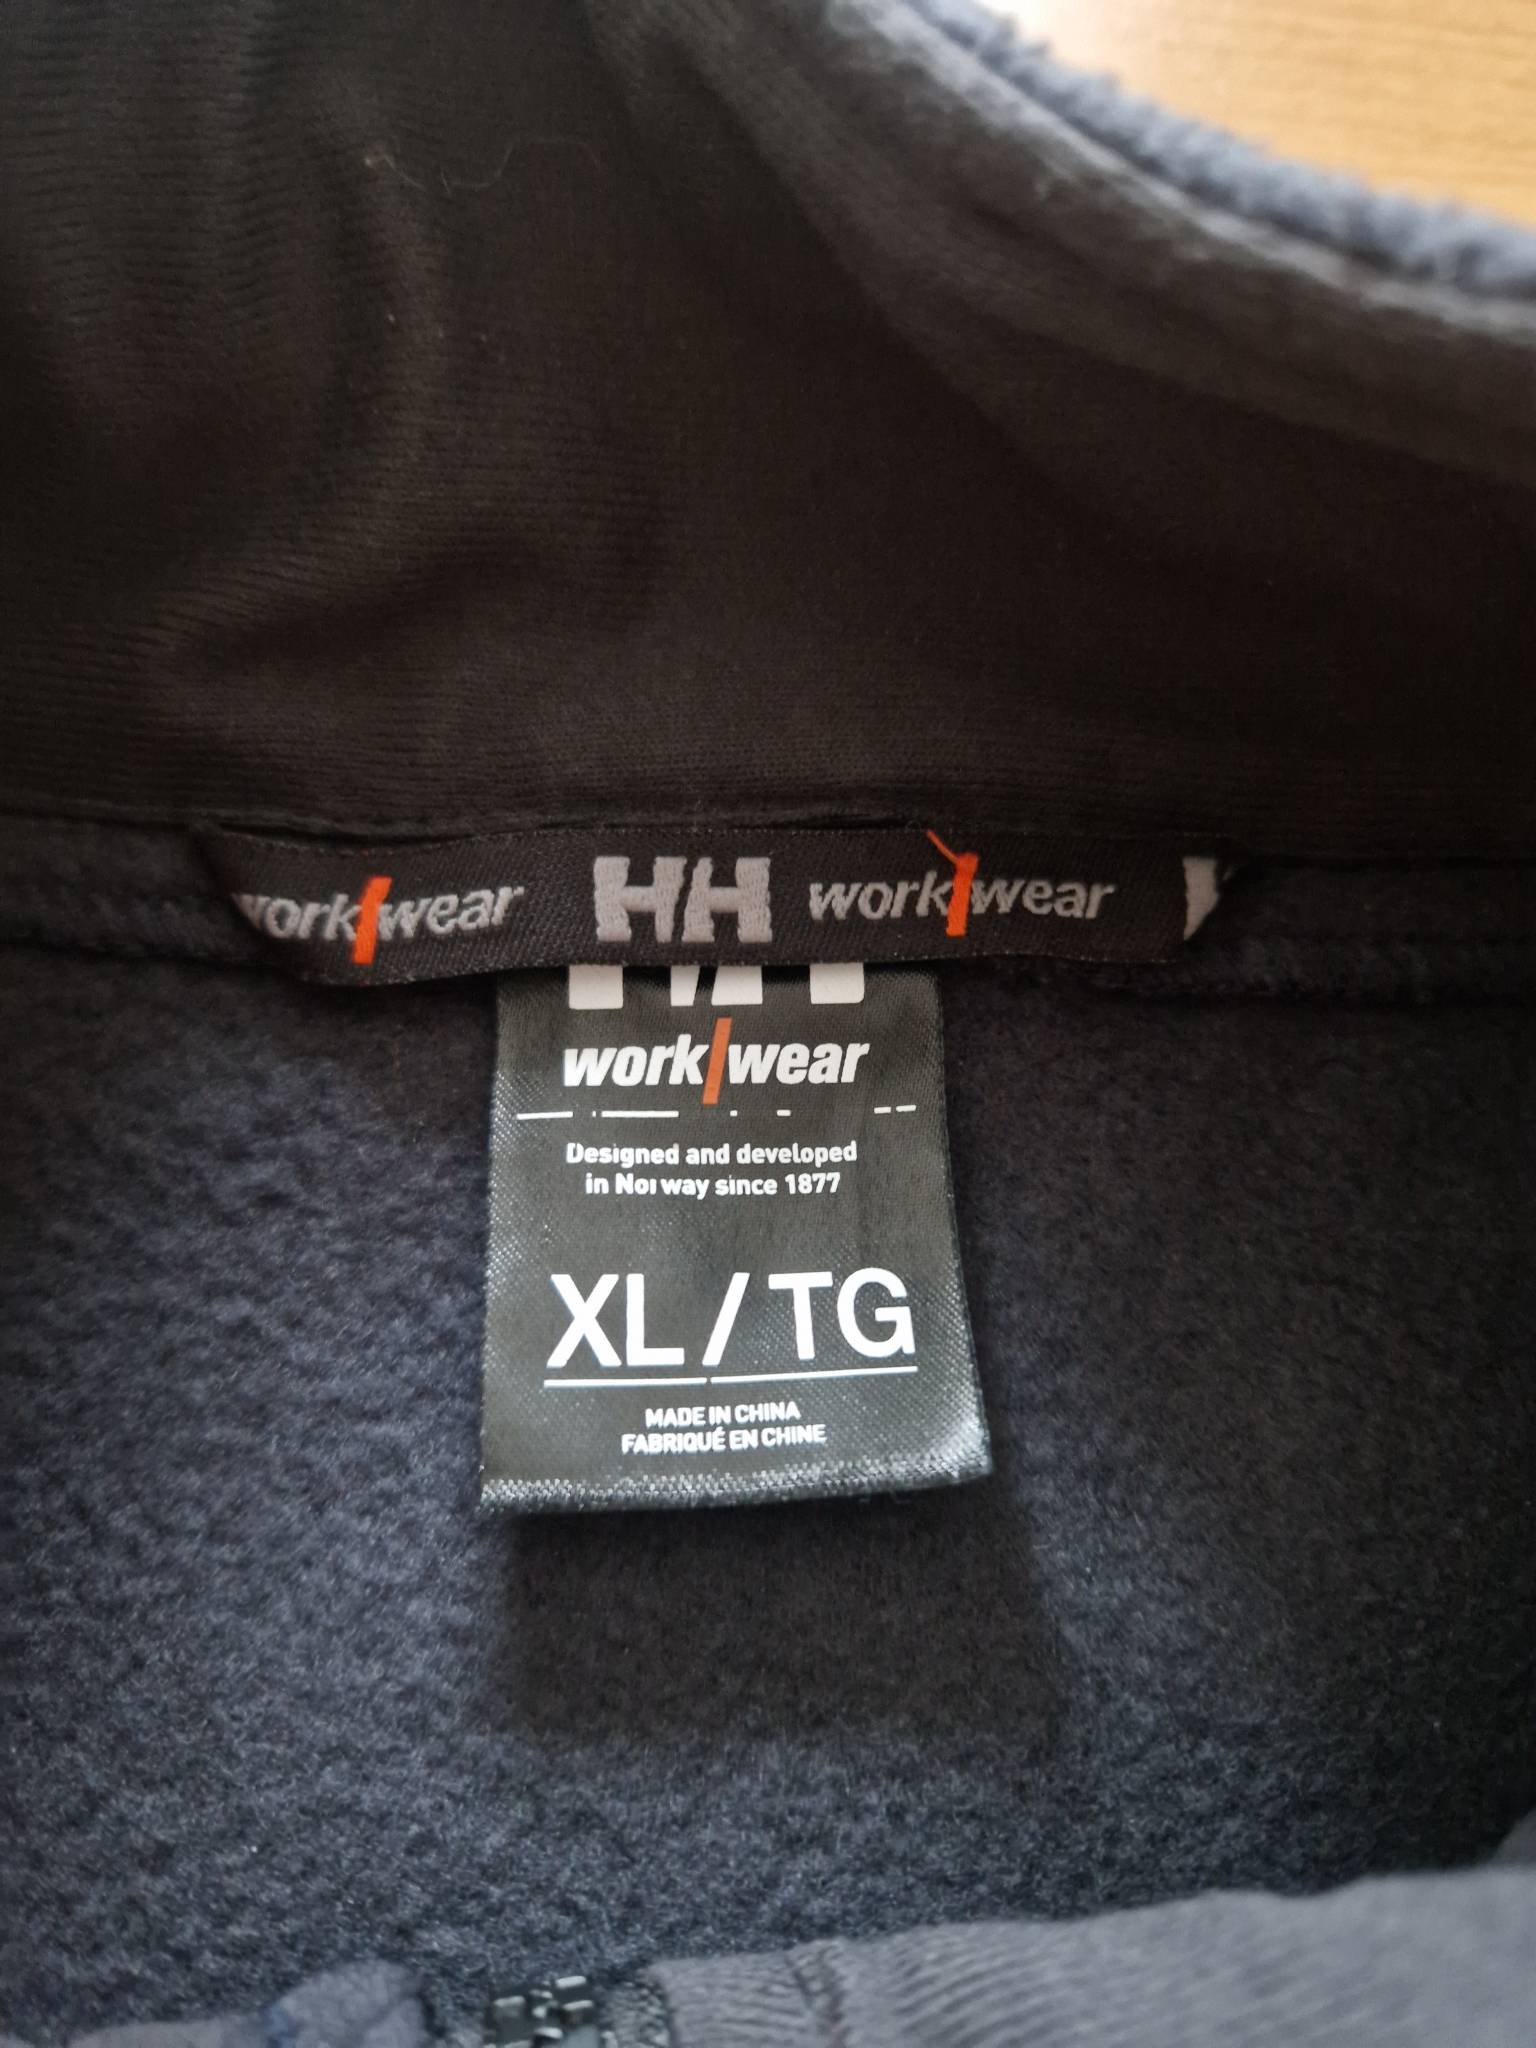 work/wear HH work/wear
work/wear
Designed and developed
in Norway since 1877
XL/TG
MADE IN CHINA
FABRIQUÉ EN CHINE